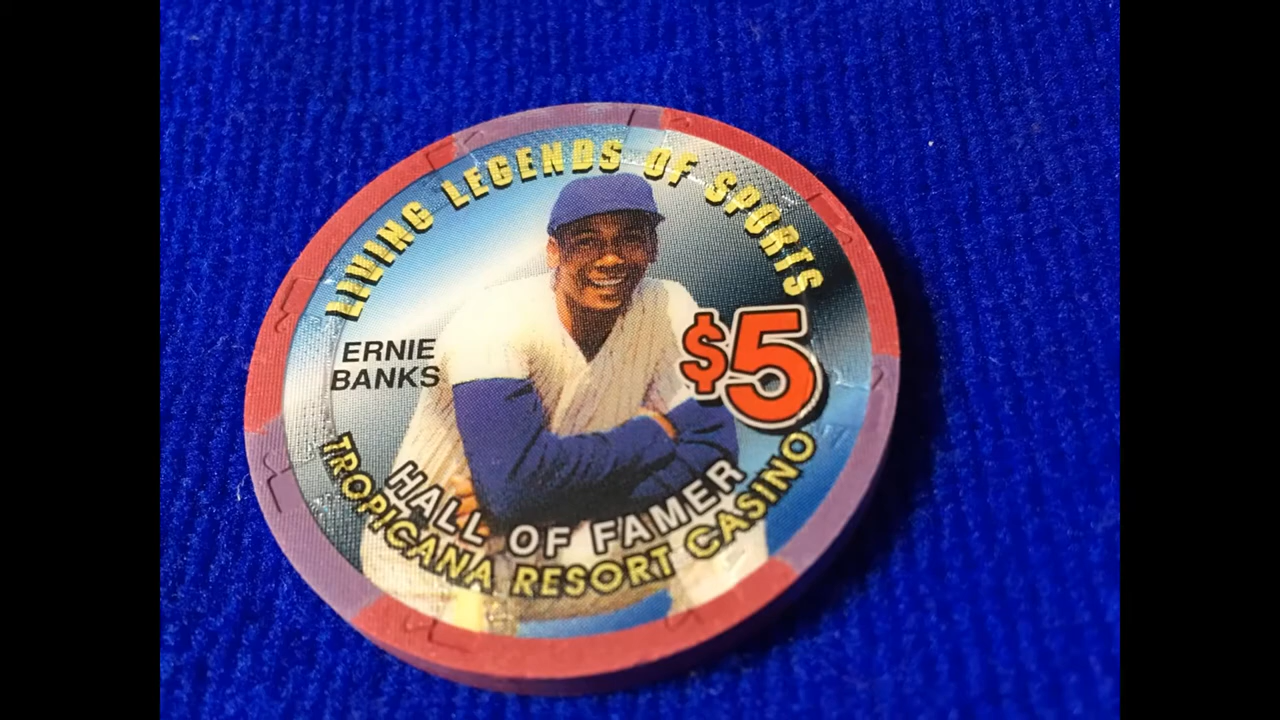 LIVING LEGENDS OF SPORTS
ERNIE
BANKS
$5
HALL OF FAMER
TROPICANA RESORT CASINO